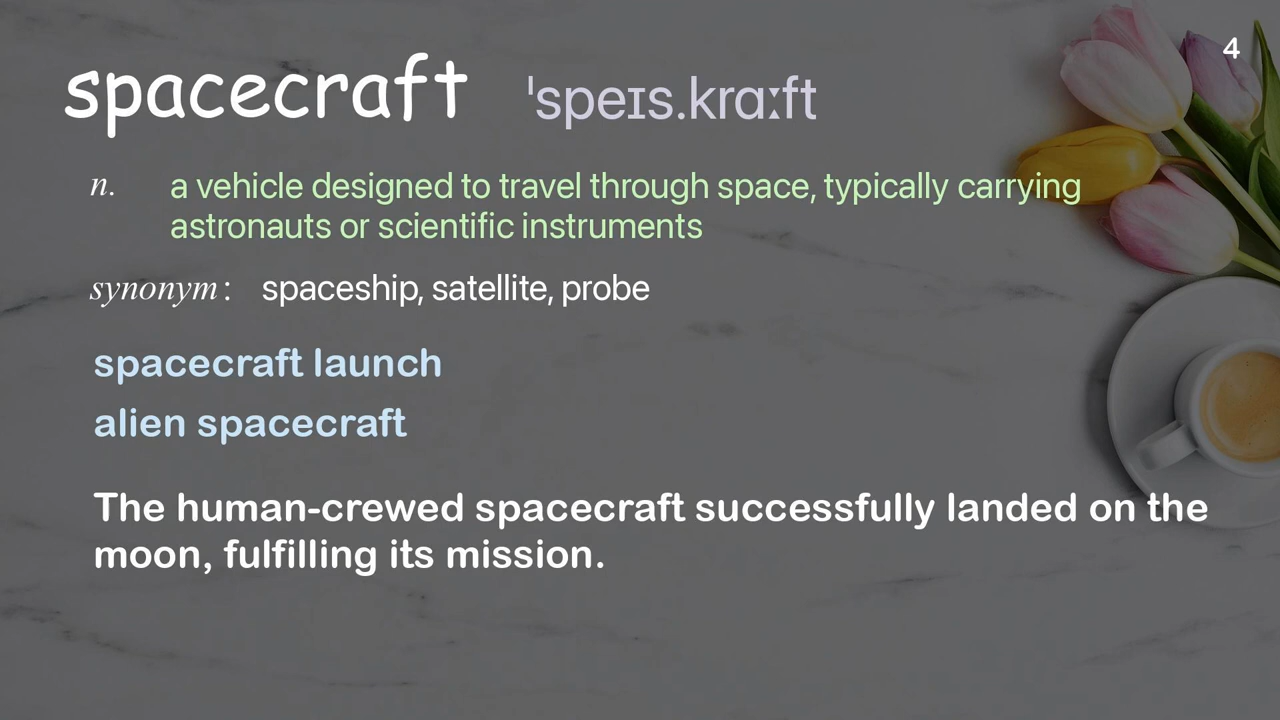 4
spacecraft ˈspeɪs.krɑːft
n. a vehicle designed to travel through space, typically carrying
astronauts or scientific instruments
synonym: spaceship, satellite, probe
spacecraft launch
alien spacecraft
The human-crewed spacecraft successfully landed on the
moon, fulfilling its mission.